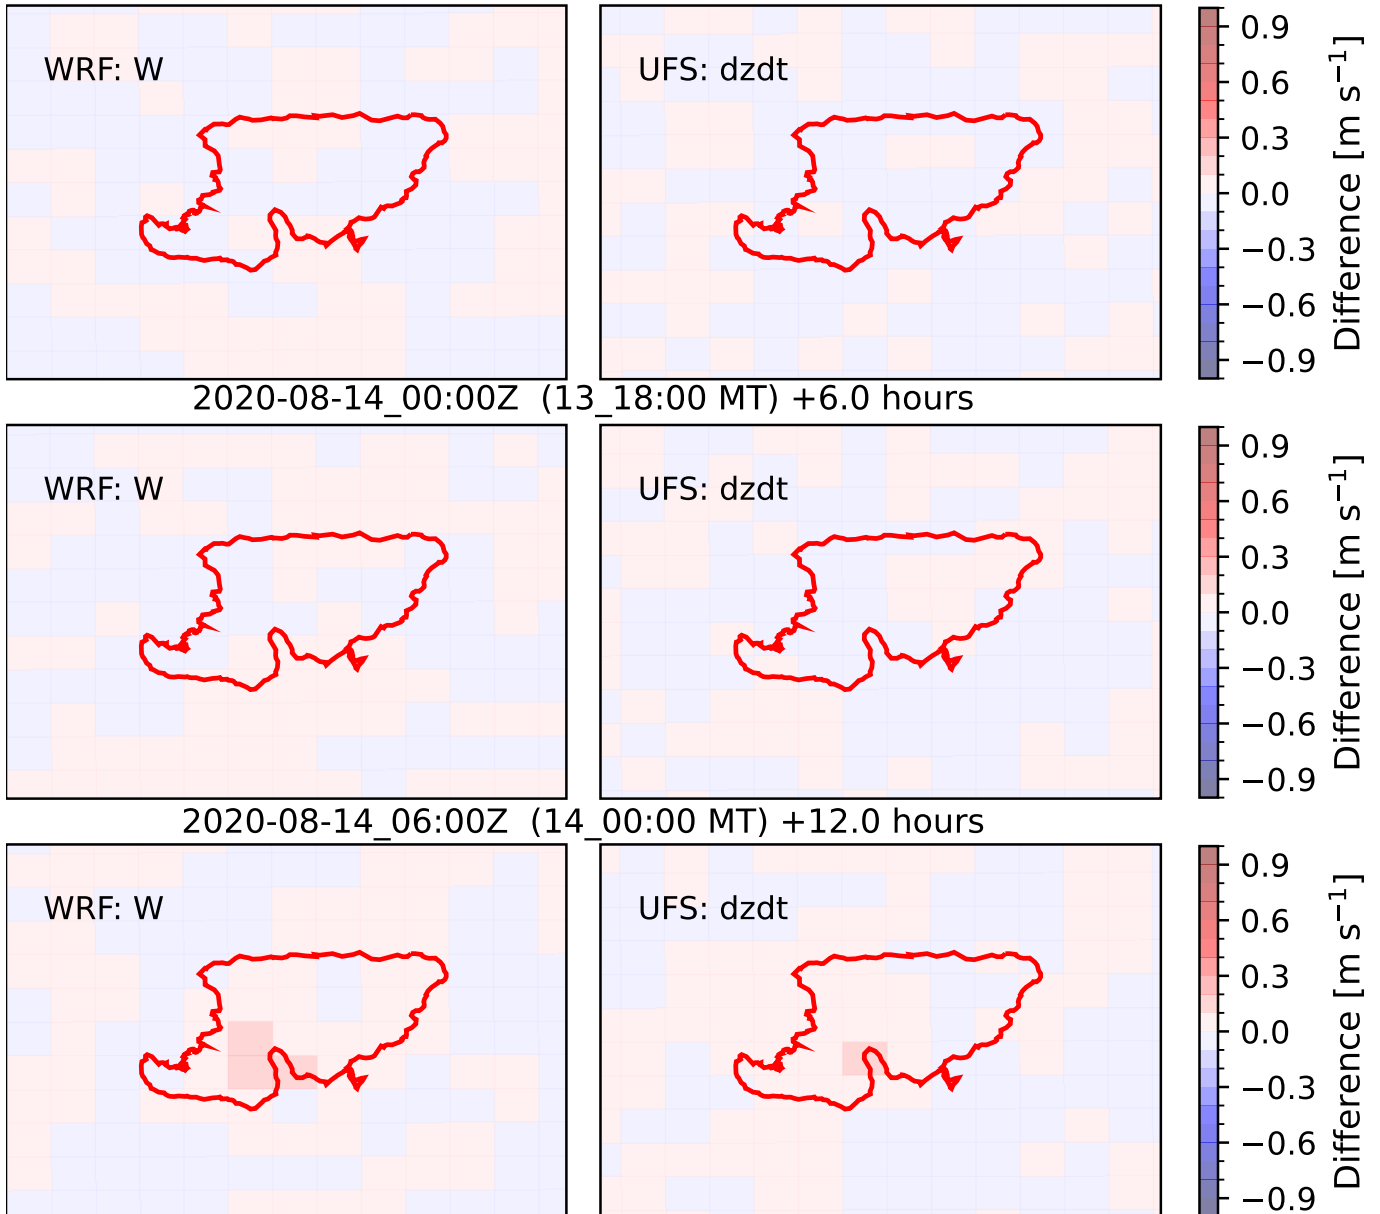 WRF: W
UFS: dzdt
0.9
0.6
0.3
0.0
−0.3
−0.6
−0.9
Difference [m s−1]
2020-08-14_00:00Z (13_18:00 MT) +6.0 hours
WRF: W
UFS: dzdt
0.9
0.6
0.3
0.0
−0.3
−0.6
−0.9
Difference [m s−1]
2020-08-14_06:00Z (14_00:00 MT) +12.0 hours
WRF: W
UFS: dzdt
0.9
0.6
0.3
0.0
−0.3
−0.6
−0.9
Difference [m s−1]